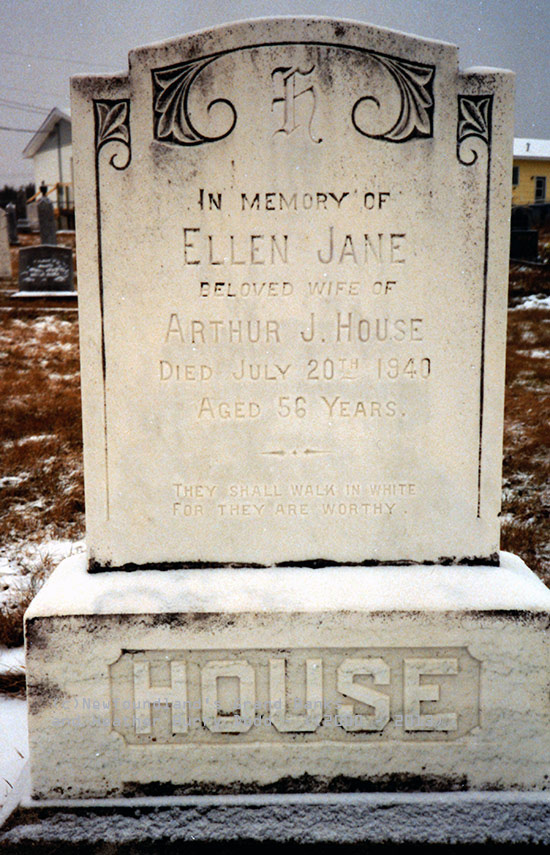 H
IN MEMORY OF
ELLEN JANE
BELOVED WIFE OF
ARTHUR J. HOUSE
DIED JULY 20TH 1940
AGED 56 YEARS.
THEY SHALL WALK IN WHITE
FOR THEY ARE WORTHY.
HOUSE